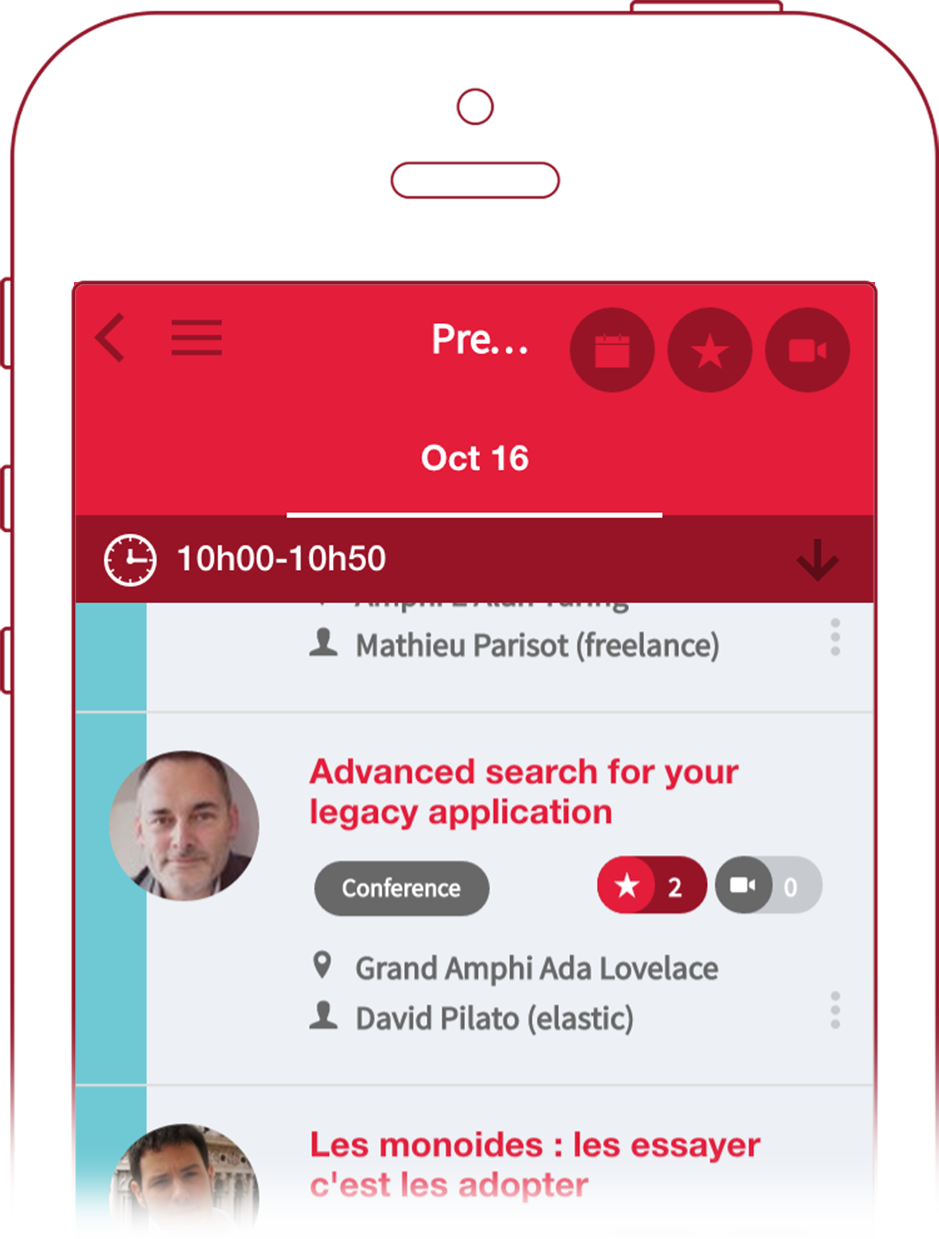 Pre...
Oct 16
10h00-10h50
Mathieu Parisot (freelance)
Advanced search for your
legacy application
Conference
2
0
Grand Amphi Ada Lovelace
David Pilato (elastic)
Les monoides : les essayer
c'est les adopter